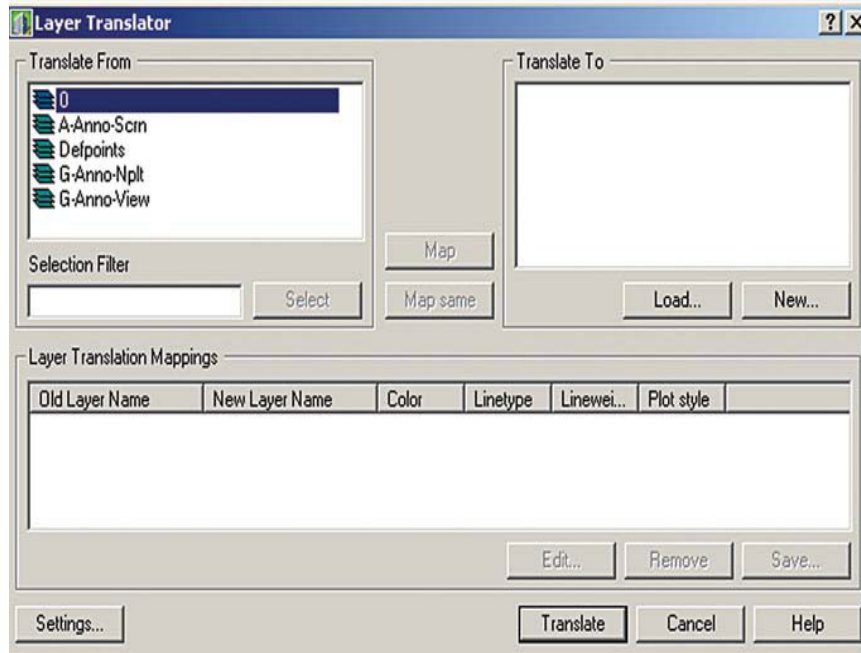 Layer Translator
Translate From
0
A-Anno-Scrn
Defpoints
G-Anno-Nplt
G-Anno-View
Selection Filter
Select
Map
Map same
Translate To
Load...
New...
Layer Translation Mappings
Old Layer Name New Layer Name Color Linetype Linewei... Plot style
Edit... Remove Save...
Settings... Translate Cancel Help